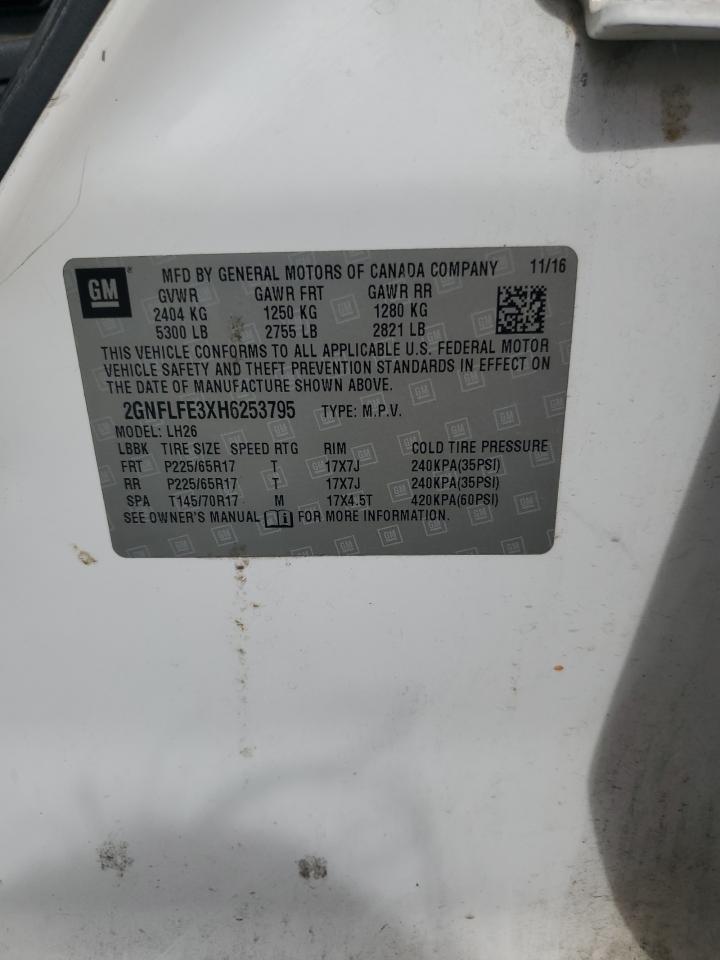 GM MFD BY GENERAL MOTORS OF CANADA COMPANY 11/16
GVWR GAWR FRT GAWR RR
2404 KG 1250 KG 1280 KG
5300 LB 2755 LB 2821 LB
THIS VEHICLE CONFORMS TO ALL APPLICABLE U.S. FEDERAL MOTOR
VEHICLE SAFETY AND THEFT PREVENTION STANDARDS IN EFFECT ON
THE DATE OF MANUFACTURE SHOWN ABOVE.
2GNFLFE3XH6253795 TYPE: M.P.V.
MODEL: LH26
LBBK TIRE SIZE SPEED RTG RIM COLD TIRE PRESSURE
FRT P225/65R17 T 17X7J 240KPA(35PSI)
RR P225/65R17 T 17X7J 240KPA(35PSI)
SPA T145/70R17 M 17X4.5T 420KPA(60PSI)
SEE OWNER'S MANUAL FOR MORE INFORMATION.